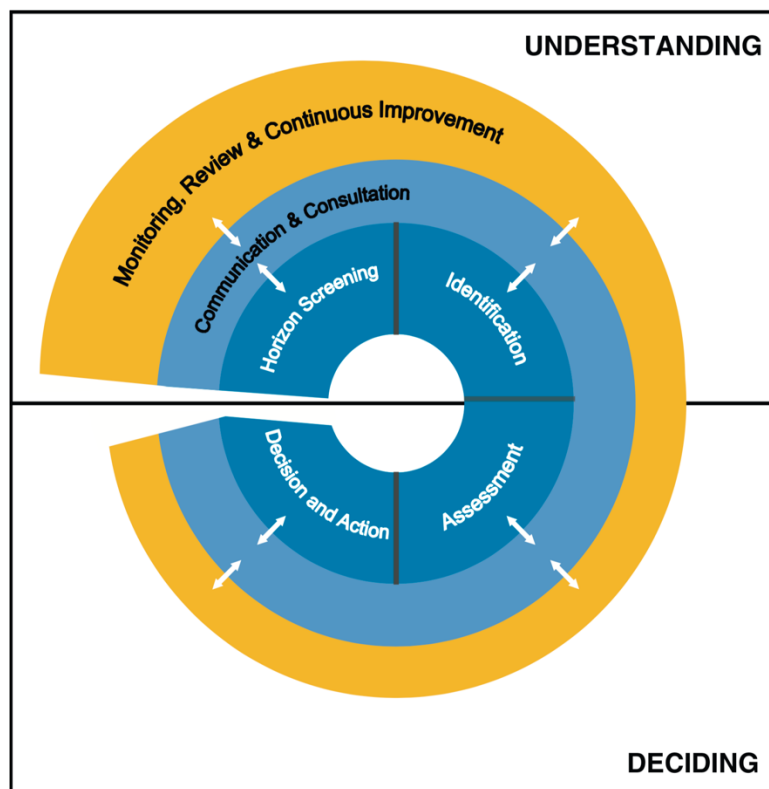 UNDERSTANDING
Monitoring, Review & Continuous Improvement
Communication & Consultation
Horizon Screening
Identification
Decision and Action
Assessment
DECIDING